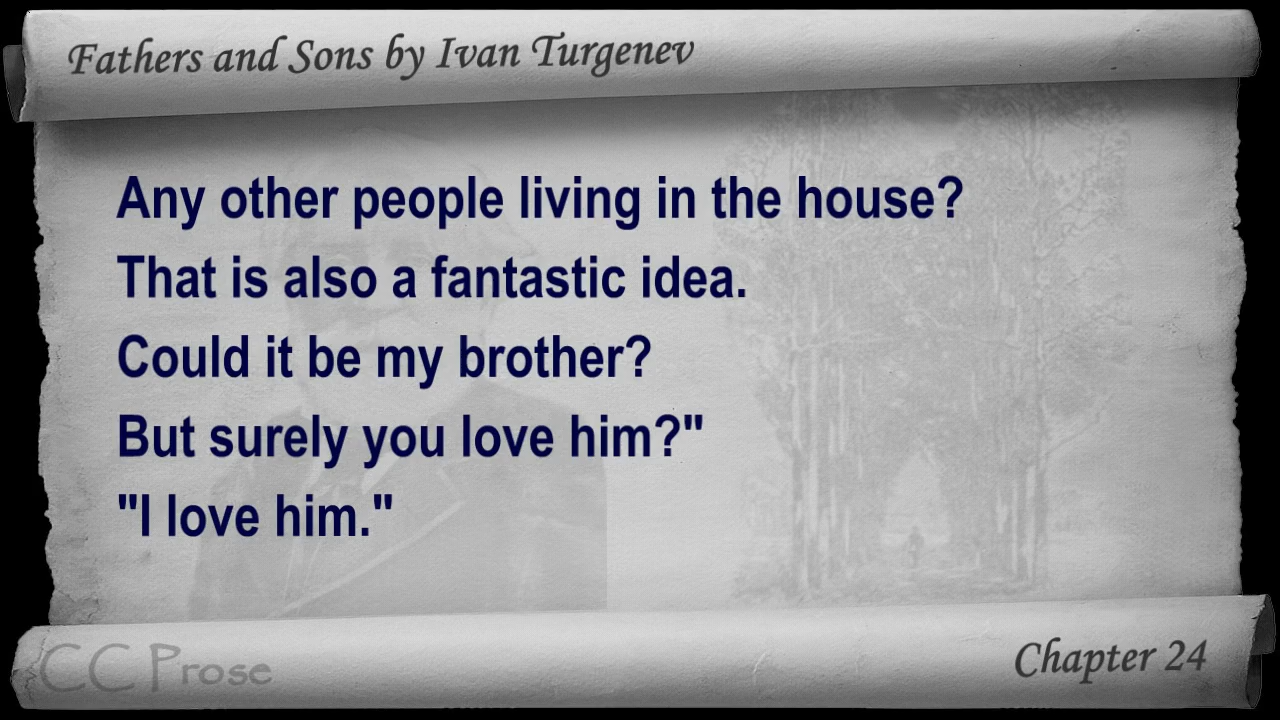 Fathers and Sons by Ivan Turgenev
Any other people living in the house?
That is also a fantastic idea.
Could it be my brother?
But surely you love him?"
"I love him."
CC Prose
Chapter 24